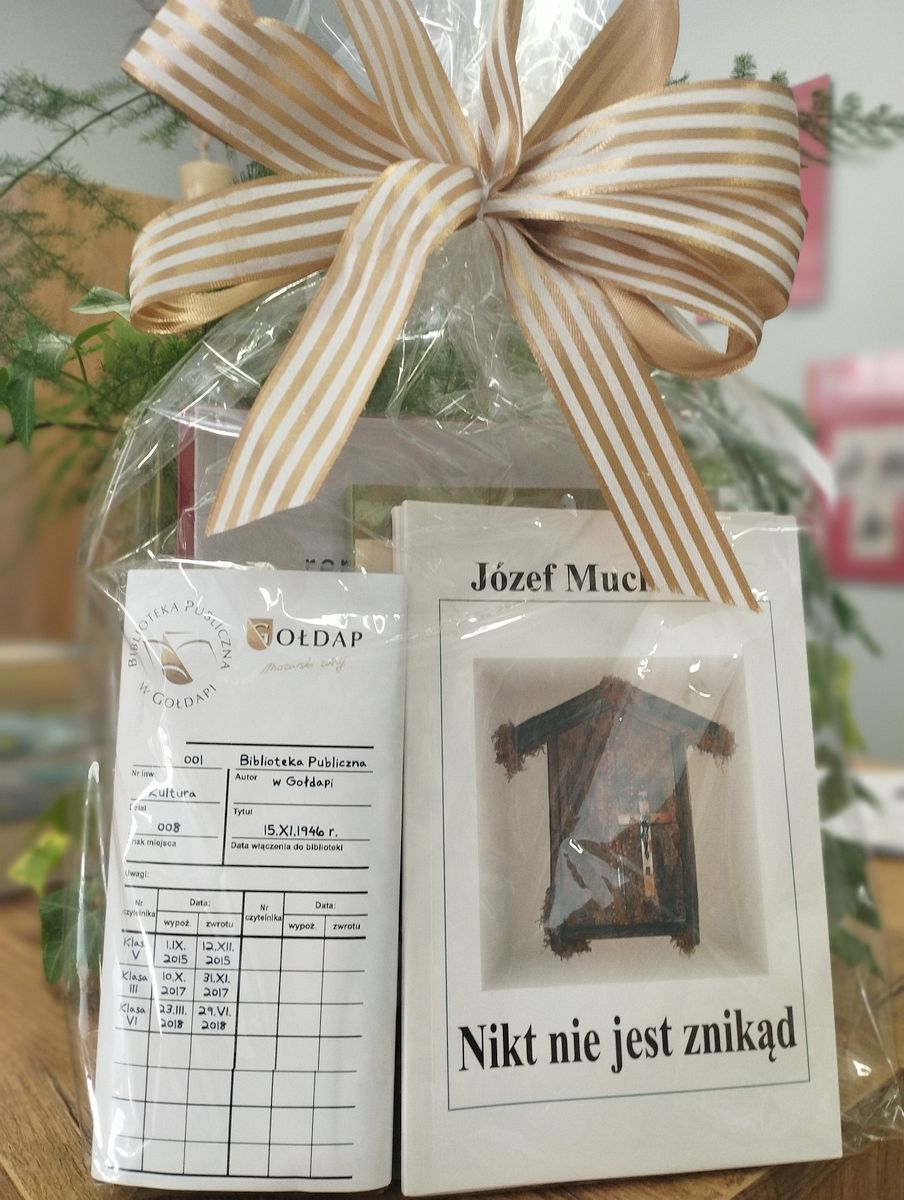 Józef
BIBLIOTEKA PUBLICZNA
W GOŁDAPI
GOŁDAP
Mazurski zdrój
001
Nr inw.
Kultura
Dział
008
nak miejsca
Biblioteka Publiczna
Autor
w Gołdapi
Tytuł
15.XI.1946 r.
Data włączenia do biblioteki
Uwagi:
Nr czytelnika Data: Nr czytelnika Data:
wypoż. zwrotu wypoż. zwrotu
Klasa V 1.IX. 2015 12.XII. 2015
Klasa III 10.X. 2017 31.XI. 2017
Klasa VI 23.III. 2018 29.VI. 2018
Nikt nie jest znikąd